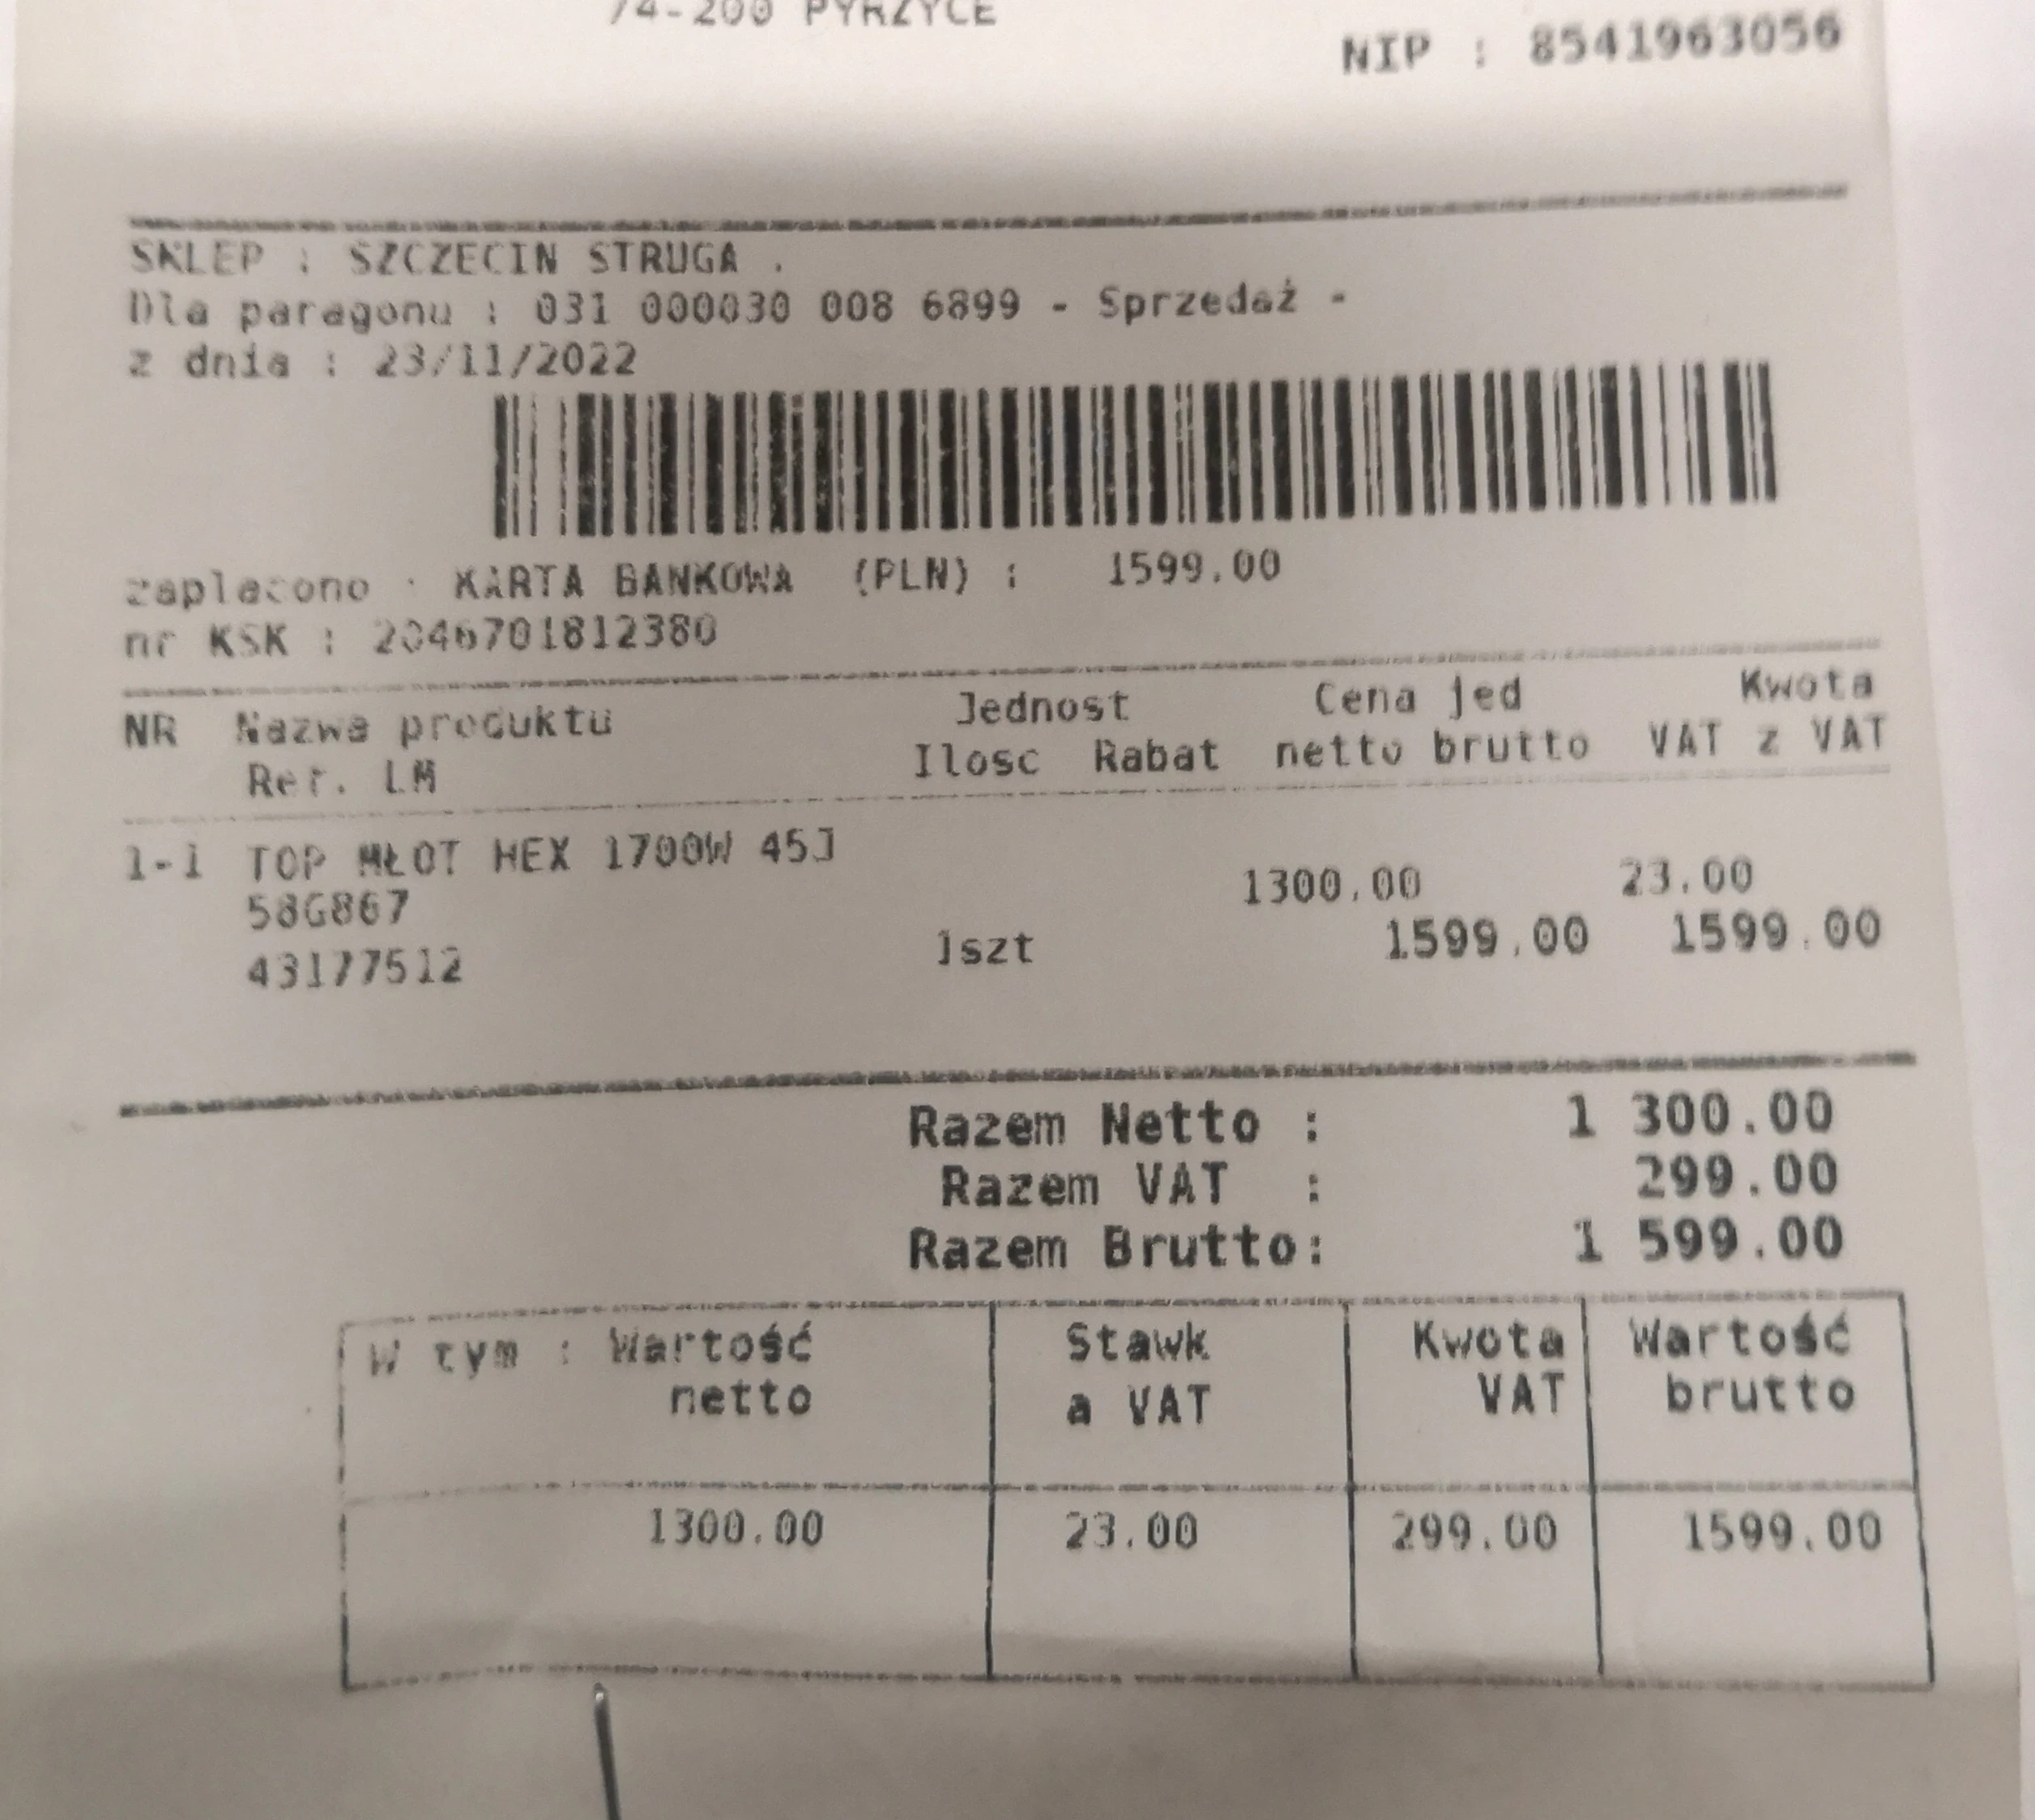 74-200 PYRZYCE
NIP : 8541963056
SKLEP : SZCZECIN STRUGA .
Dla paragonu : 031 000030 008 6899 - Sprzedaż -
z dnia : 23/11/2022
zapłacono : KARTA BANKOWA (PLN) : 1599.00
nr KSK : 2046701812380
NR Nazwa produktu Jednost Cena jed Kwota
Ref. LM Ilosc Rabat netto brutto VAT z VAT
1-1 TOP MŁOT HEX 1700W 45J
58G867 1300.00 23.00
43177512 1szt 1599.00 1599.00
Razem Netto : 1 300.00
Razem VAT : 299.00
Razem Brutto: 1 599.00
W tym : Wartość Stawk Kwota Wartość
netto a VAT VAT brutto
1300.00 23.00 299.00 1599.00